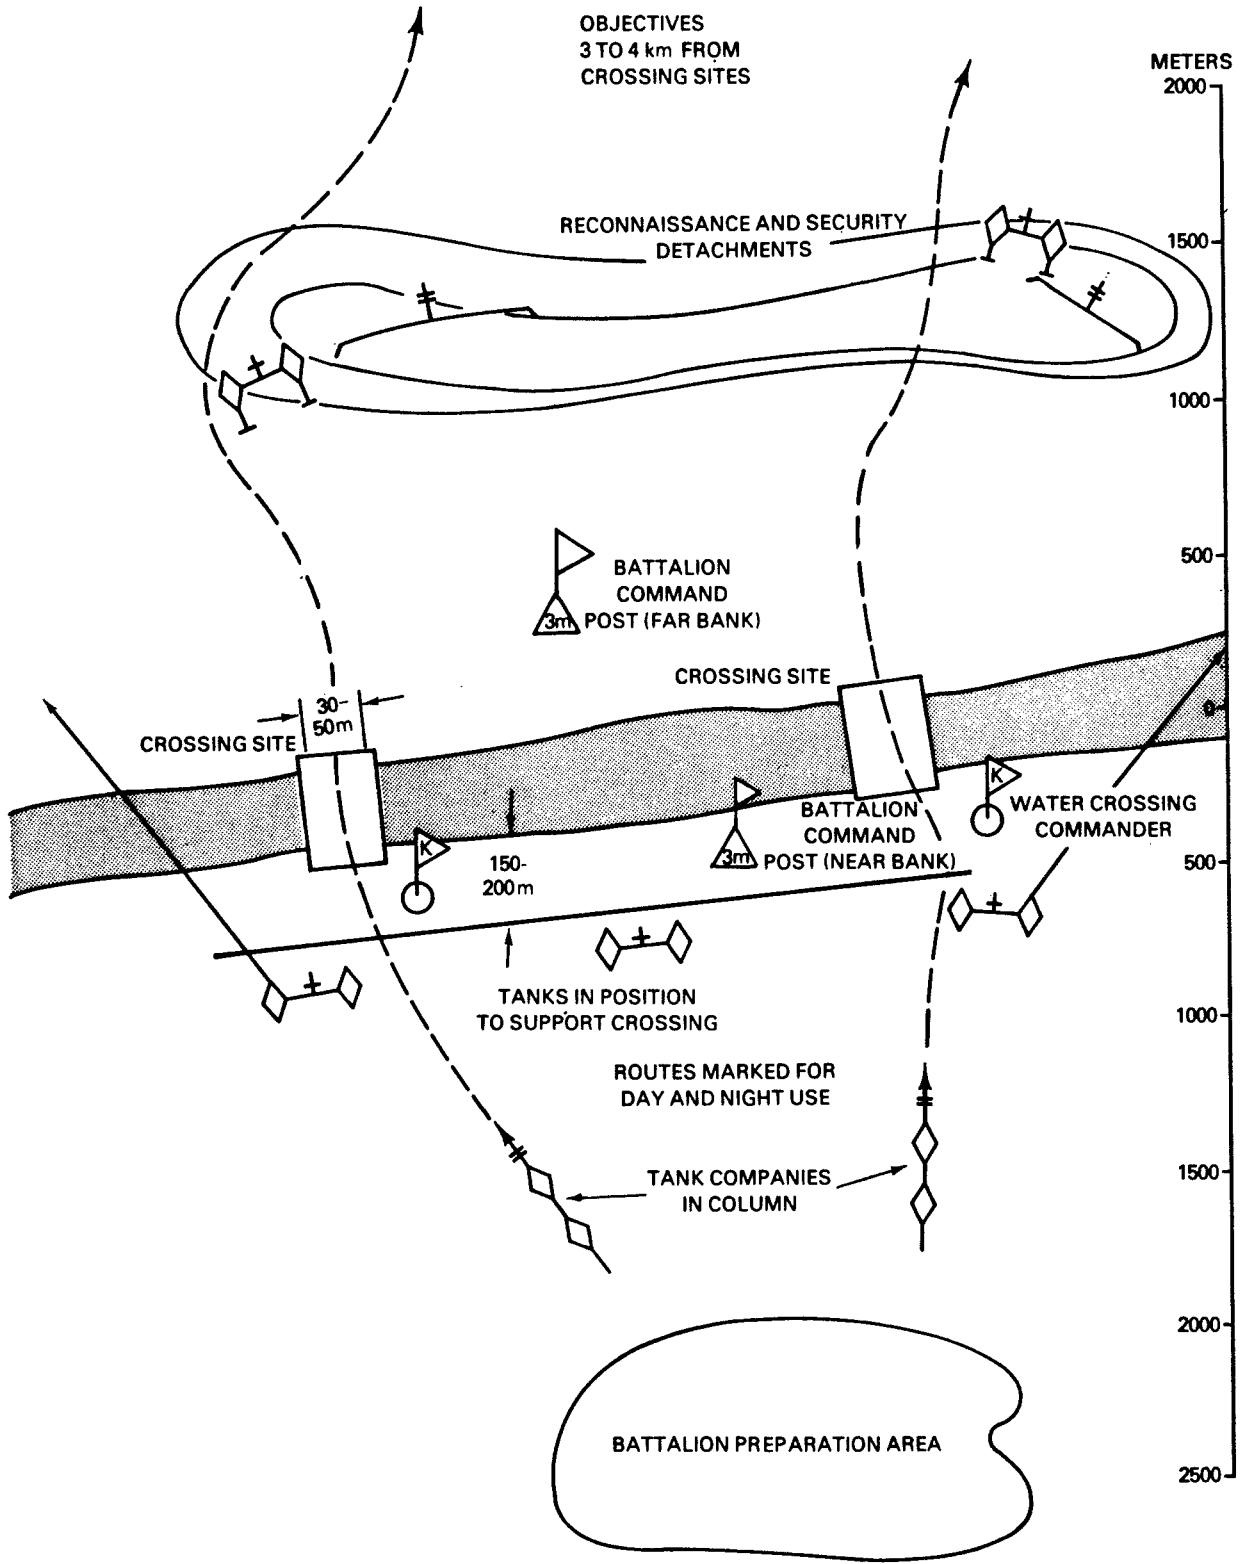 OBJECTIVES
3 TO 4 km FROM
CROSSING SITES
METERS
2000
RECONNAISSANCE AND SECURITY
DETACHMENTS
1500
1000
500
BATTALION
COMMAND
POST (FAR BANK)
3m
CROSSING SITE
30-
50m
CROSSING SITE
0
K
WATER CROSSING
COMMANDER
BATTALION
COMMAND
POST (NEAR BANK)
3m
K
150-
200m
500
TANKS IN POSITION
TO SUPPORT CROSSING
1000
ROUTES MARKED FOR
DAY AND NIGHT USE
TANK COMPANIES
IN COLUMN
1500
2000
BATTALION PREPARATION AREA
2500